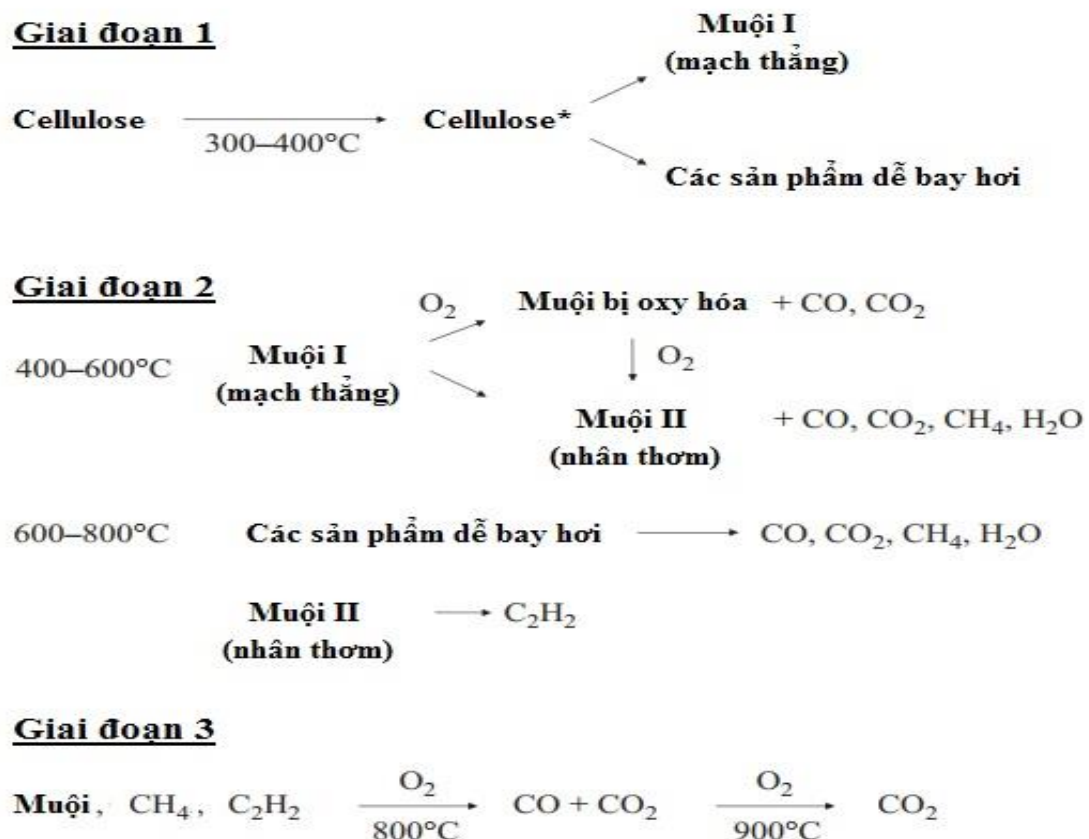 Giai đoạn 1
Muội I
(mạch thẳng)
Cellulose 300–400°C Cellulose*
Các sản phẩm dễ bay hơi
Giai đoạn 2
O₂ Muội bị oxy hóa + CO, CO₂
400–600°C Muội I O₂
(mạch thẳng)
Muội II + CO, CO₂, CH₄, H₂O
(nhân thơm)
600–800°C Các sản phẩm dễ bay hơi CO, CO₂, CH₄, H₂O
Muội II C₂H₂
(nhân thơm)
Giai đoạn 3
O₂ O₂
Muội, CH₄, C₂H₂ CO + CO₂ CO₂
800°C 900°C